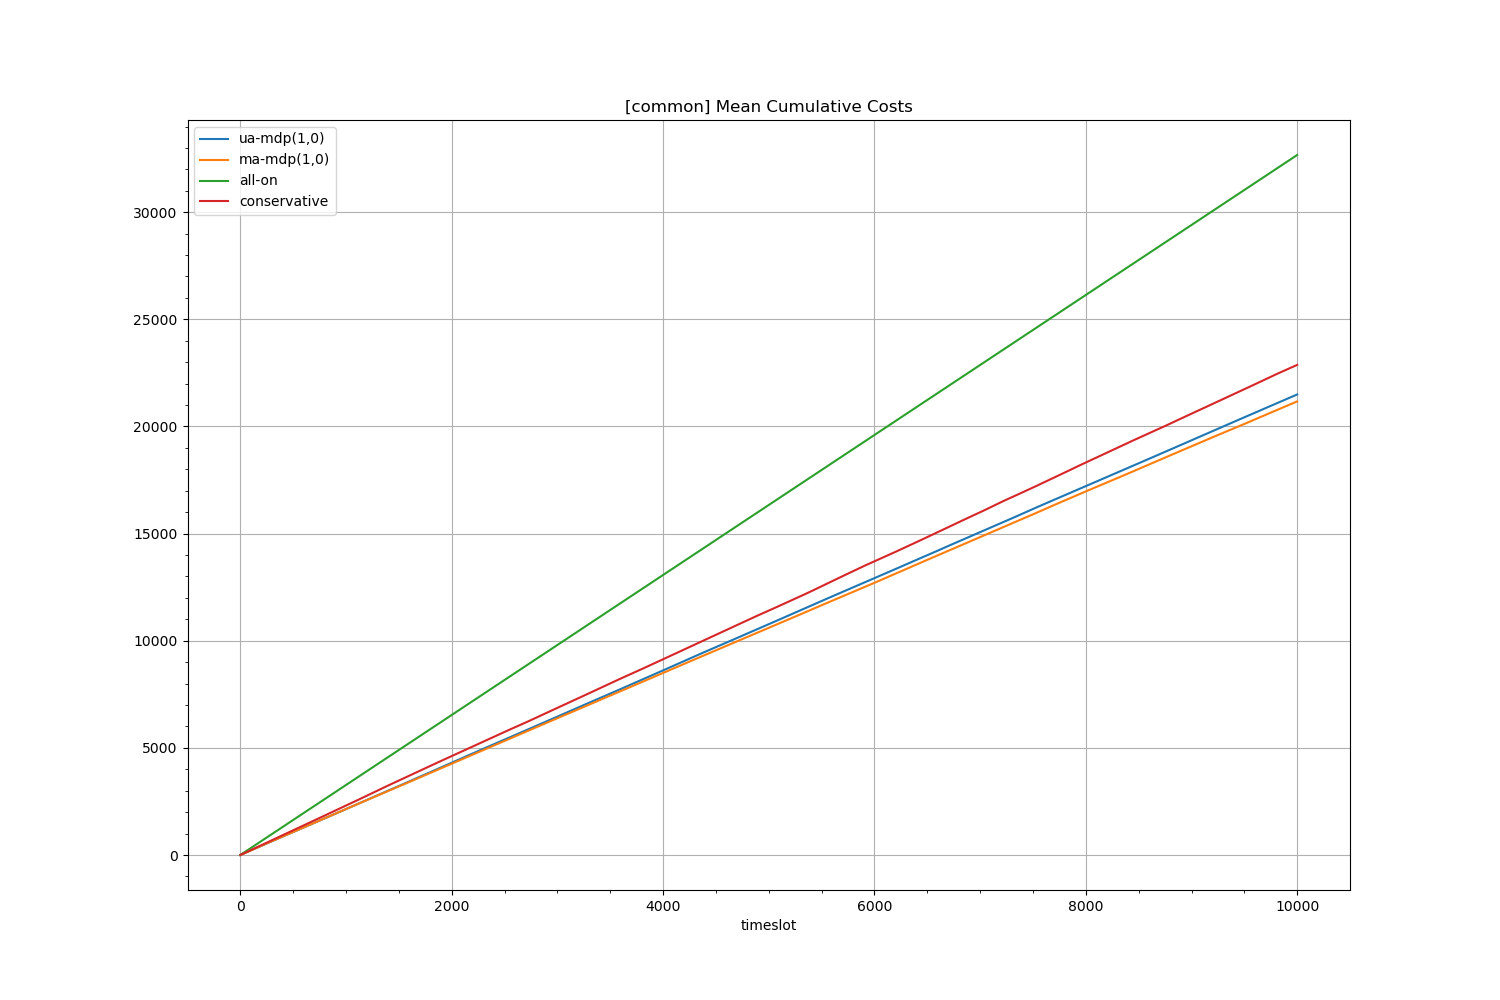 [common] Mean Cumulative Costs
ua-mdp(1,0)
ma-mdp(1,0)
all-on
conservative
30000
25000
20000
15000
10000
5000
0
0 2000 4000 6000 8000 10000
timeslot